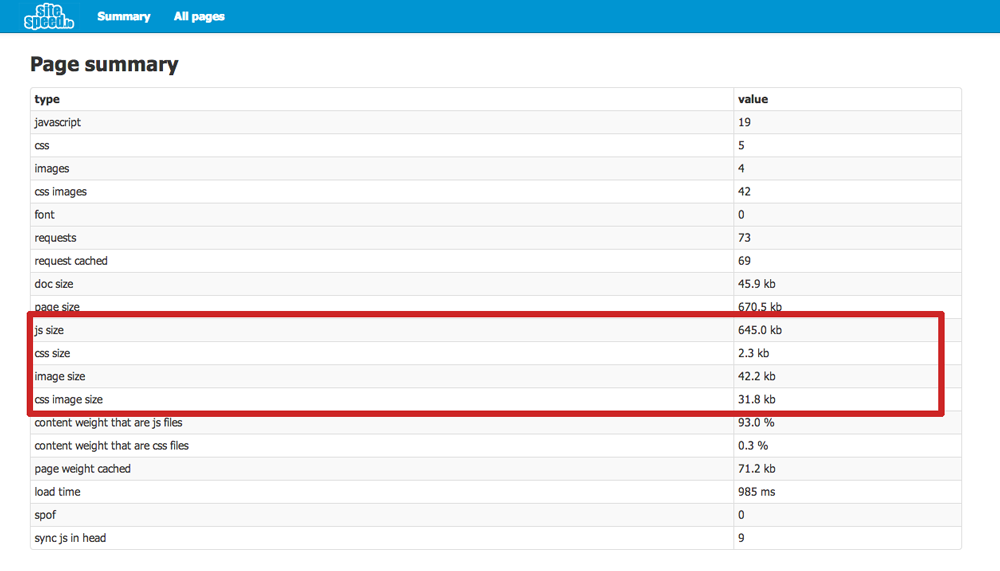 site
speed.io
Summary All pages
Page summary
type value
javascript 19
css 5
images 4
css images 42
font 0
requests 73
request cached 69
doc size 45.9 kb
page size 670.5 kb
js size 645.0 kb
css size 2.3 kb
image size 42.2 kb
css image size 31.8 kb
content weight that are js files 93.0 %
content weight that are css files 0.3 %
page weight cached 71.2 kb
load time 985 ms
spof 0
sync js in head 9